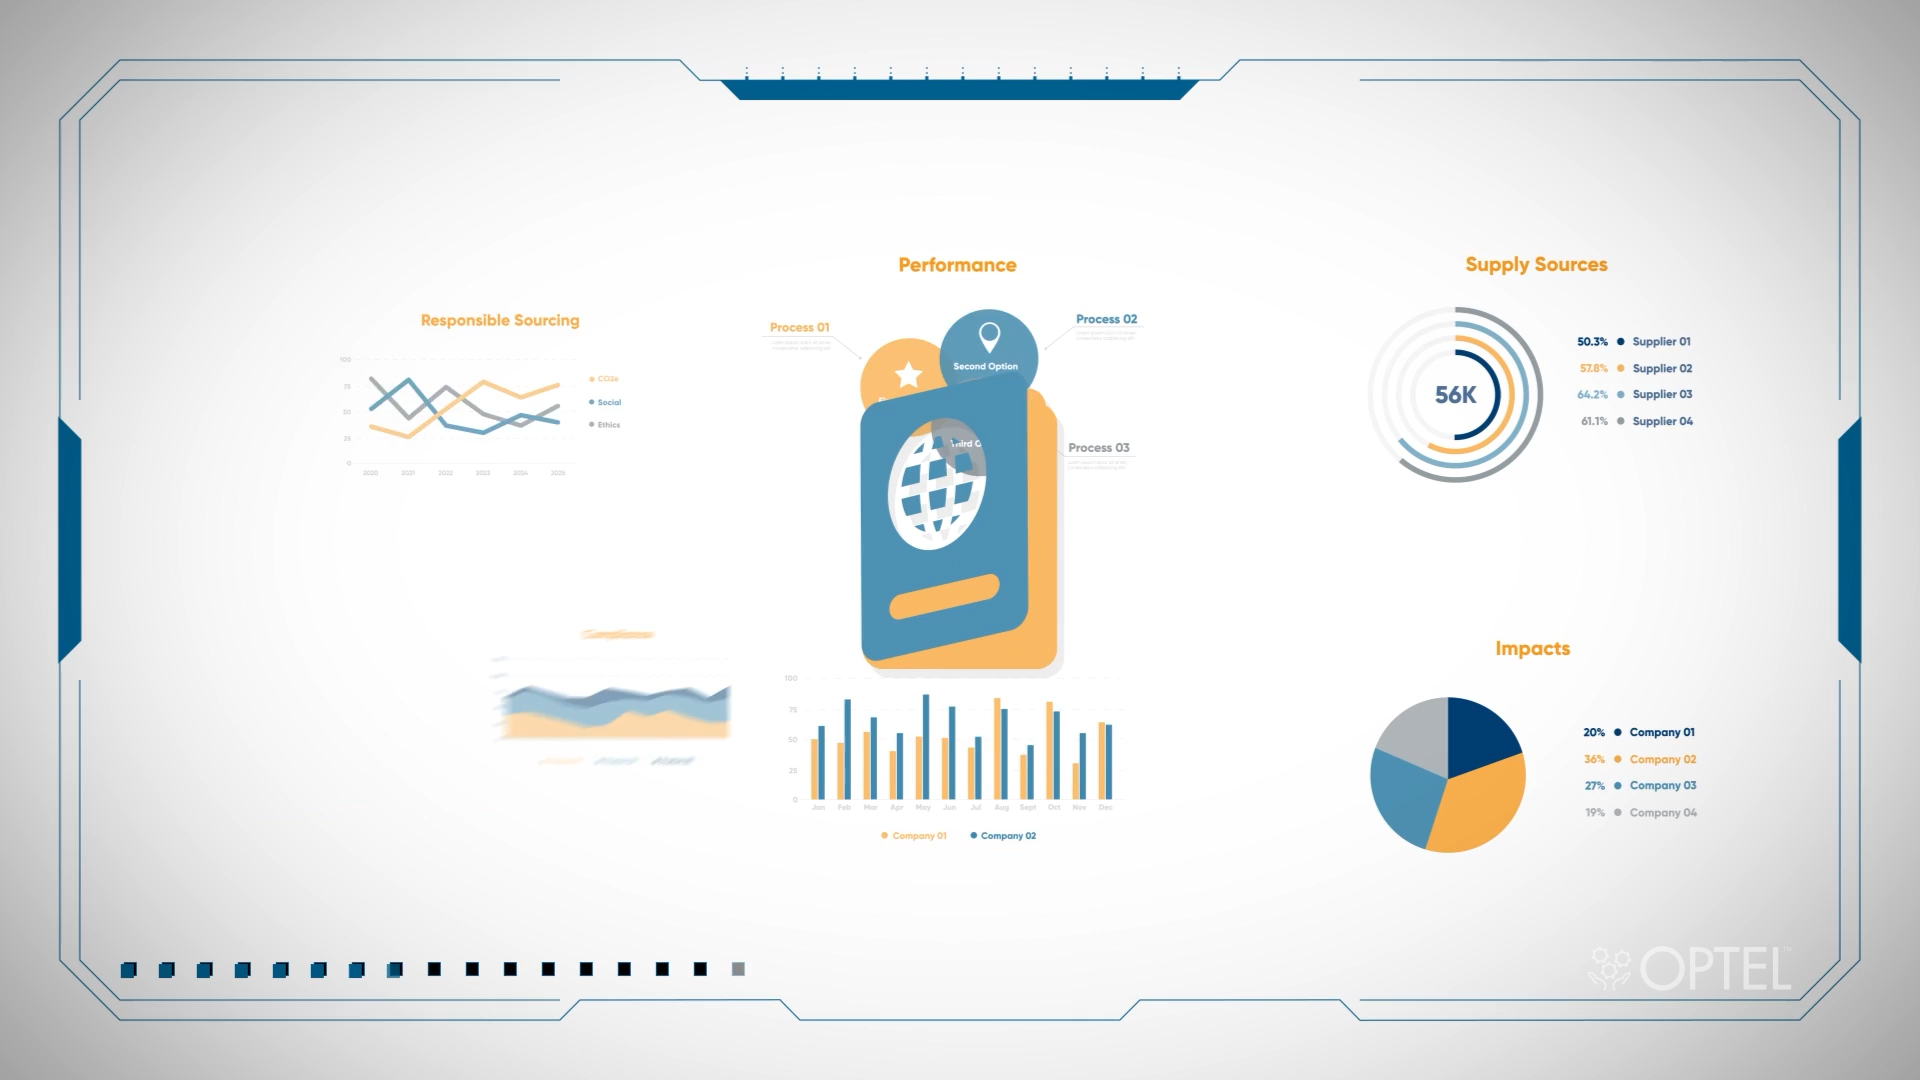 Performance
Supply Sources
Responsible Sourcing
Process 01
Process 02
Second Option
Third O
Process 03
100
75
50
25
0
2020
2021
2022
2023
2024
2025
CO2e
Social
Ethics
56K
50.3% Supplier 01
57.8% Supplier 02
64.2% Supplier 03
61.1% Supplier 04
Impacts
20% Company 01
36% Company 02
27% Company 03
19% Company 04
100
75
50
25
0
Jan
Feb
Mar
Apr
May
Jun
Jul
Aug
Sept
Oct
Nov
Dec
Company 01
Company 02
OPTEL